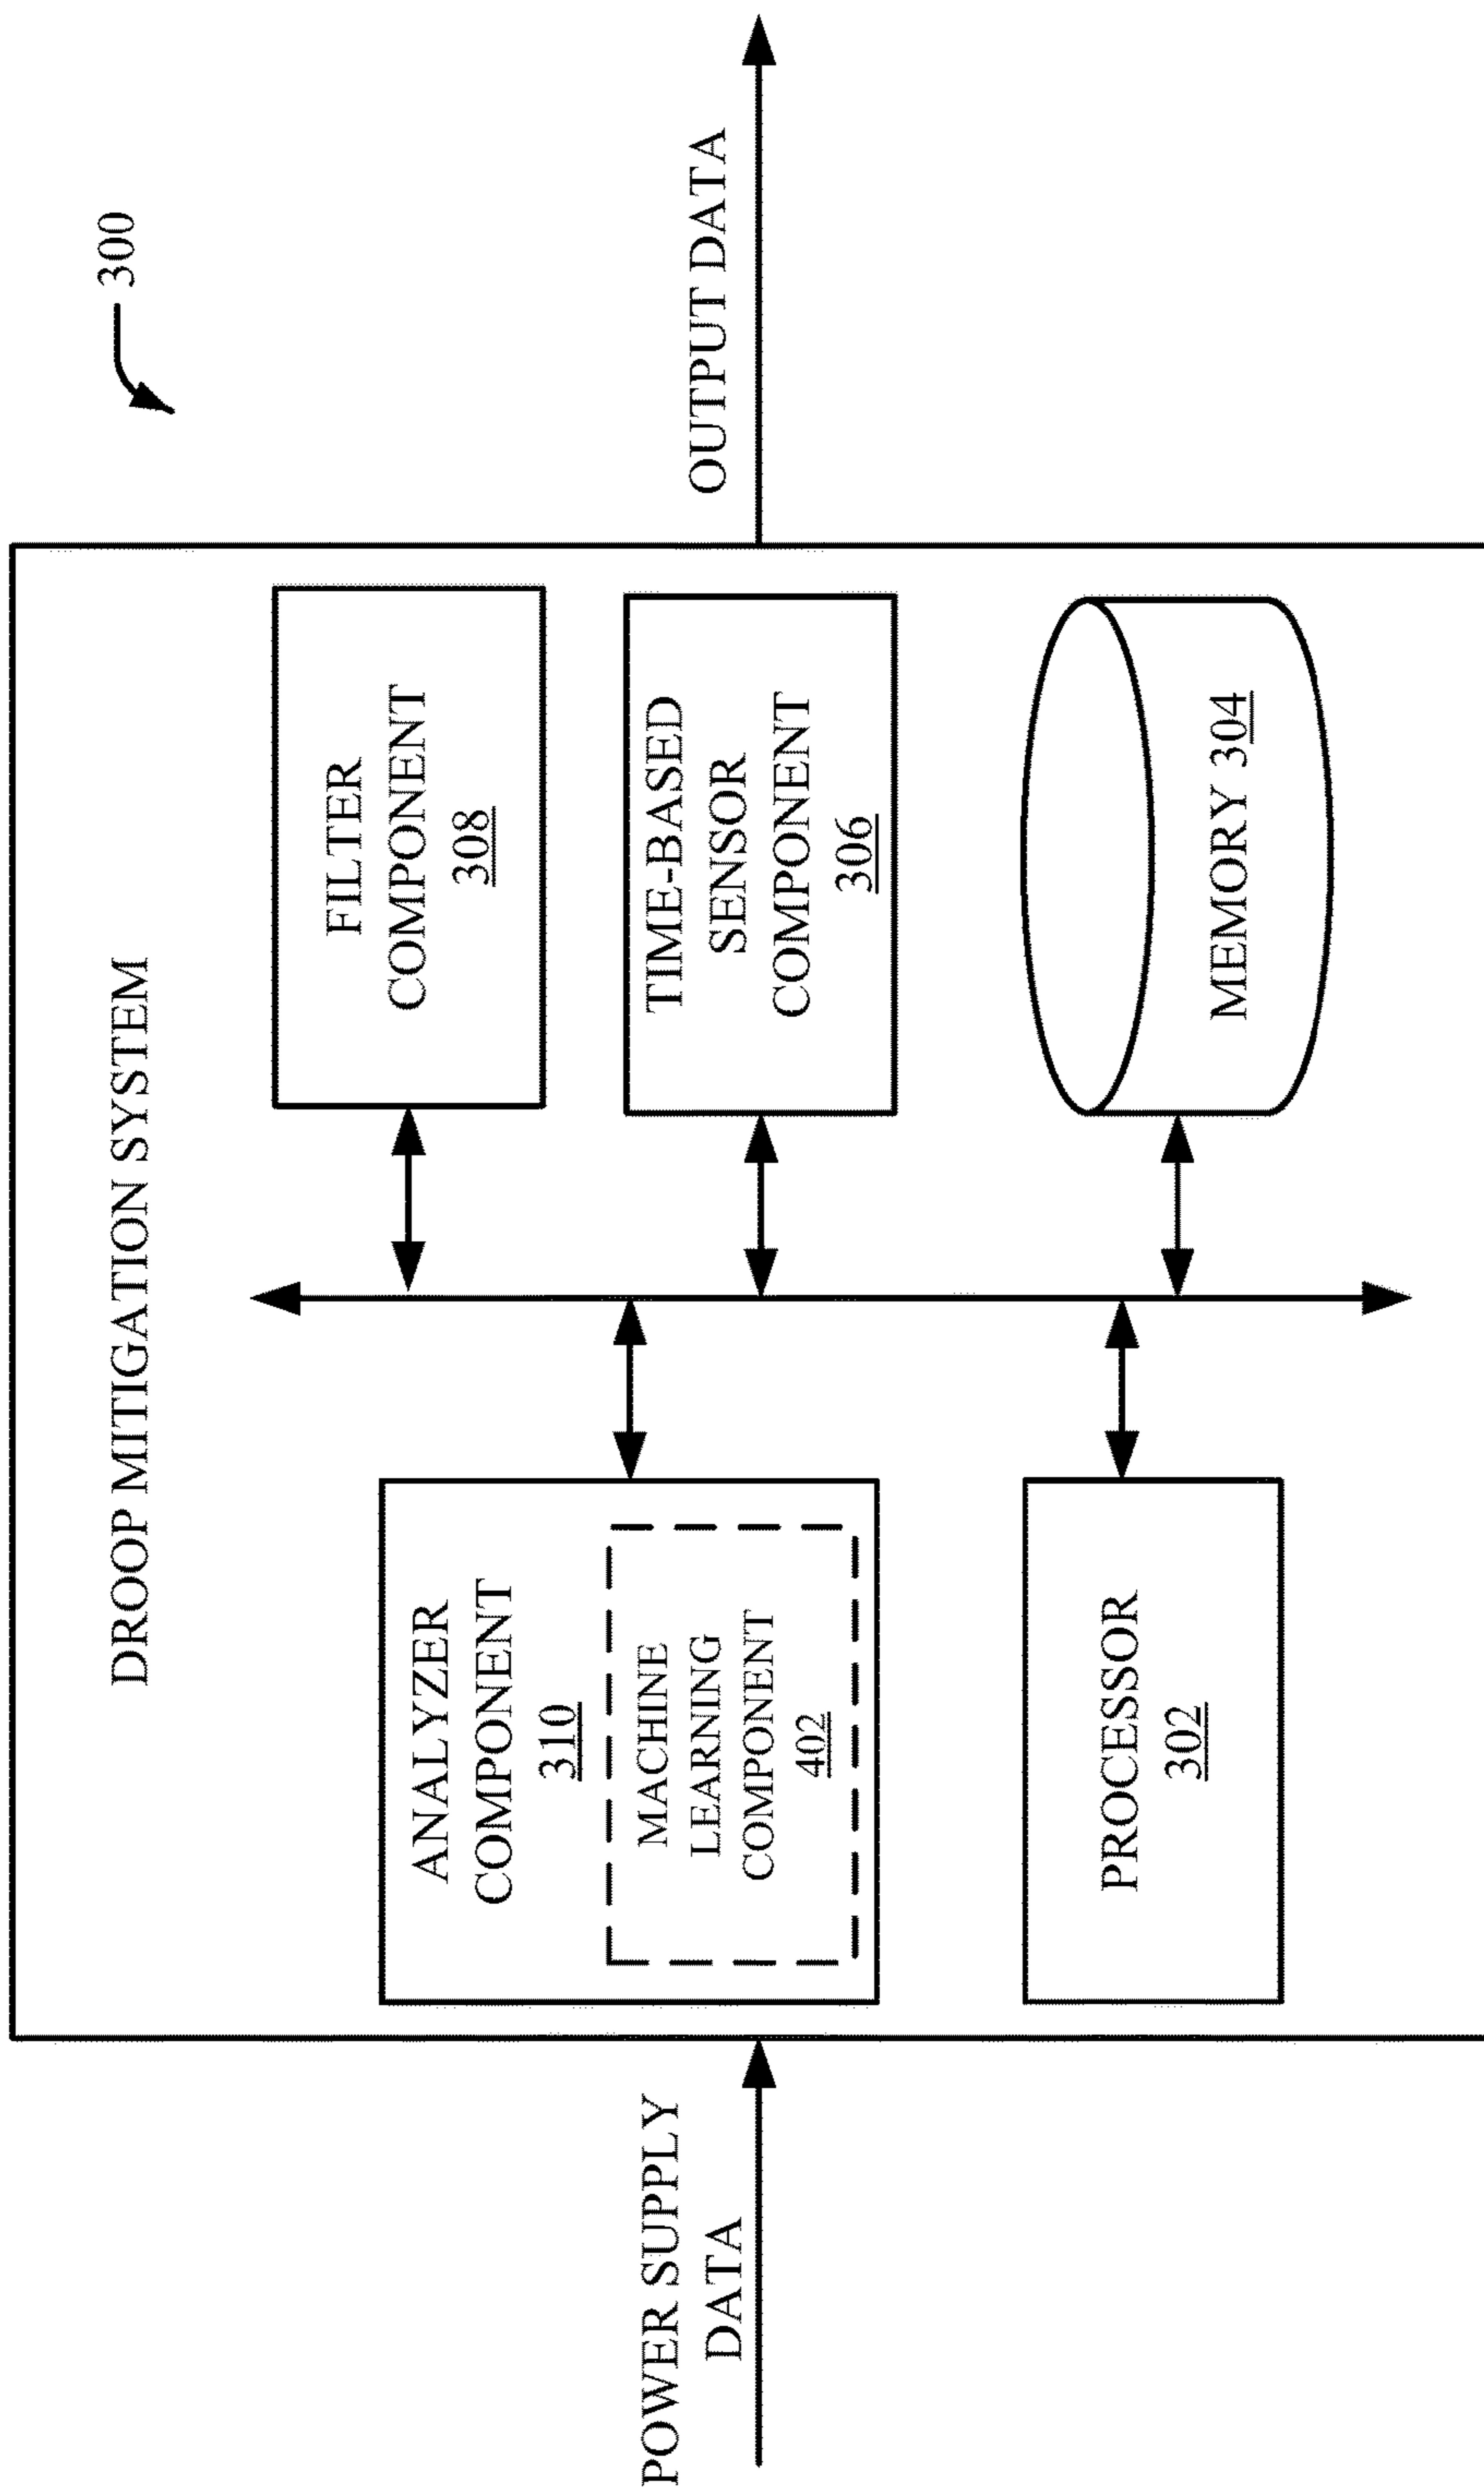 300
DROOP MITIGATION SYSTEM
POWER SUPPLY
DATA
ANALYZER
COMPONENT
310
MACHINE
LEARNING
COMPONENT
402
PROCESSOR
302
FILTER
COMPONENT
308
TIME-BASED
SENSOR
COMPONENT
306
MEMORY 304
OUTPUT DATA